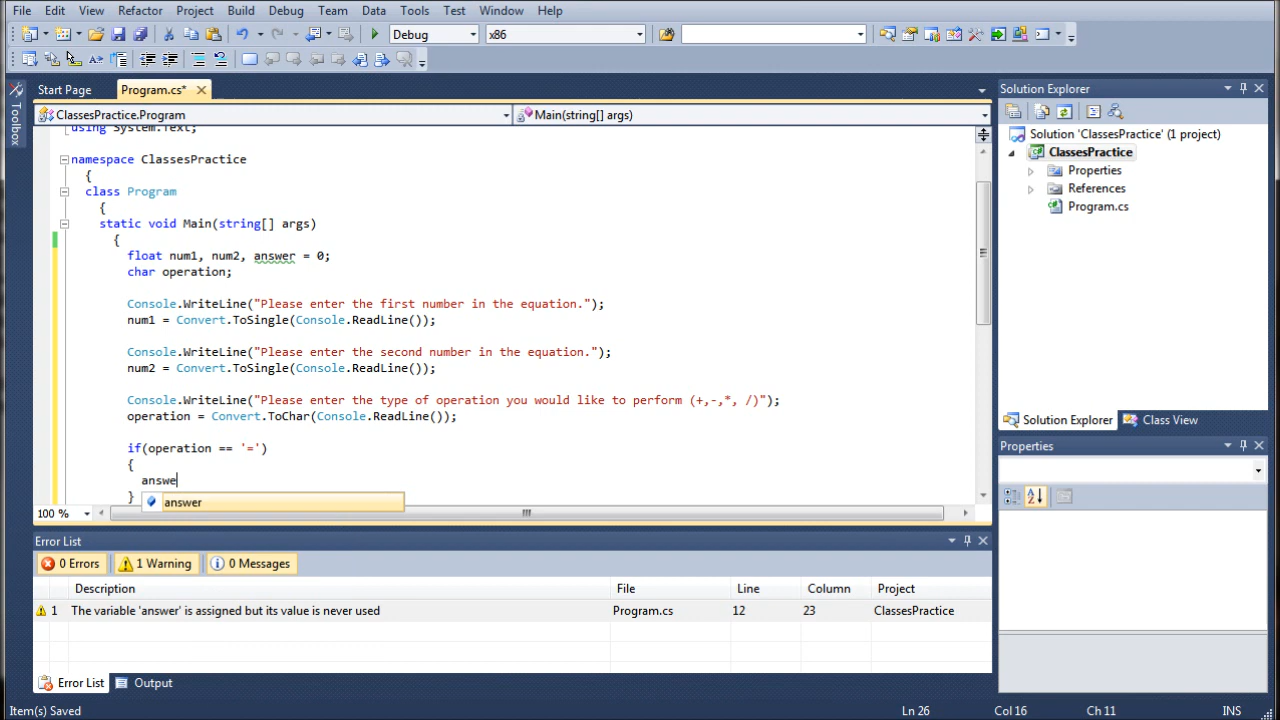 File Edit View Refactor Project Build Debug Team Data Tools Test Window Help
Debug x86
Start Page Program.cs* Solution Explorer
ClassesPractice.Program Main(string[] args)
using System.Text;
Solution 'ClassesPractice' (1 project)
namespace ClassesPractice
ClassesPractice
{
Properties
class Program
References
{
Program.cs
static void Main(string[] args)
{
float num1, num2, answer = 0;
char operation;
Console.WriteLine("Please enter the first number in the equation.");
num1 = Convert.ToSingle(Console.ReadLine());
Console.WriteLine("Please enter the second number in the equation.");
num2 = Convert.ToSingle(Console.ReadLine());
Console.WriteLine("Please enter the type of operation you would like to perform (+,-,*, /)");
operation = Convert.ToChar(Console.ReadLine());
Solution Explorer Class View
if(operation == '=')
Properties
{
answe
}
answer
100 %
Error List
0 Errors 1 Warning 0 Messages
Description File Line Column Project
1 The variable 'answer' is assigned but its value is never used Program.cs 12 23 ClassesPractice
Error List Output
Item(s) Saved Ln 26 Col 16 Ch 11 INS
Toolbox